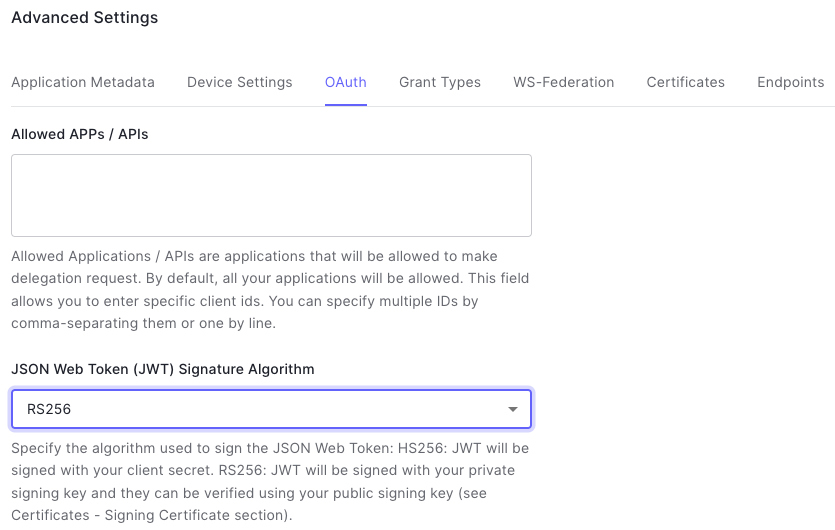 Advanced Settings
Application Metadata Device Settings OAuth Grant Types WS-Federation Certificates Endpoints
Allowed APPs / APIs
Allowed Applications / APIs are applications that will be allowed to make
delegation request. By default, all your applications will be allowed. This field
allows you to enter specific client ids. You can specify multiple IDs by
comma-separating them or one by line.
JSON Web Token (JWT) Signature Algorithm
RS256
Specify the algorithm used to sign the JSON Web Token: HS256: JWT will be
signed with your client secret. RS256: JWT will be signed with your private
signing key and they can be verified using your public signing key (see
Certificates - Signing Certificate section).